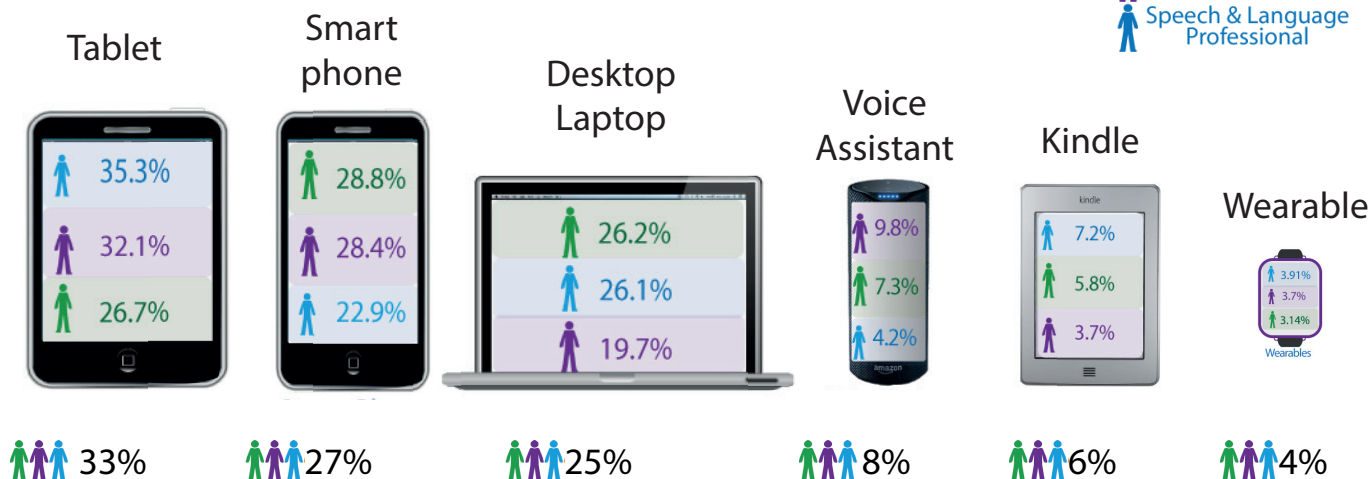 Speech & Language
Professional
Tablet
Smart
phone
Desktop
Laptop
Voice
Assistant
Kindle
Wearable
35.3%
32.1%
26.7%
28.8%
28.4%
22.9%
26.2%
26.1%
19.7%
9.8%
7.3%
4.2%
amazon
kindle
7.2%
5.8%
3.7%
3.91%
3.7%
3.14%
Wearables
33%
27%
25%
8%
6%
4%